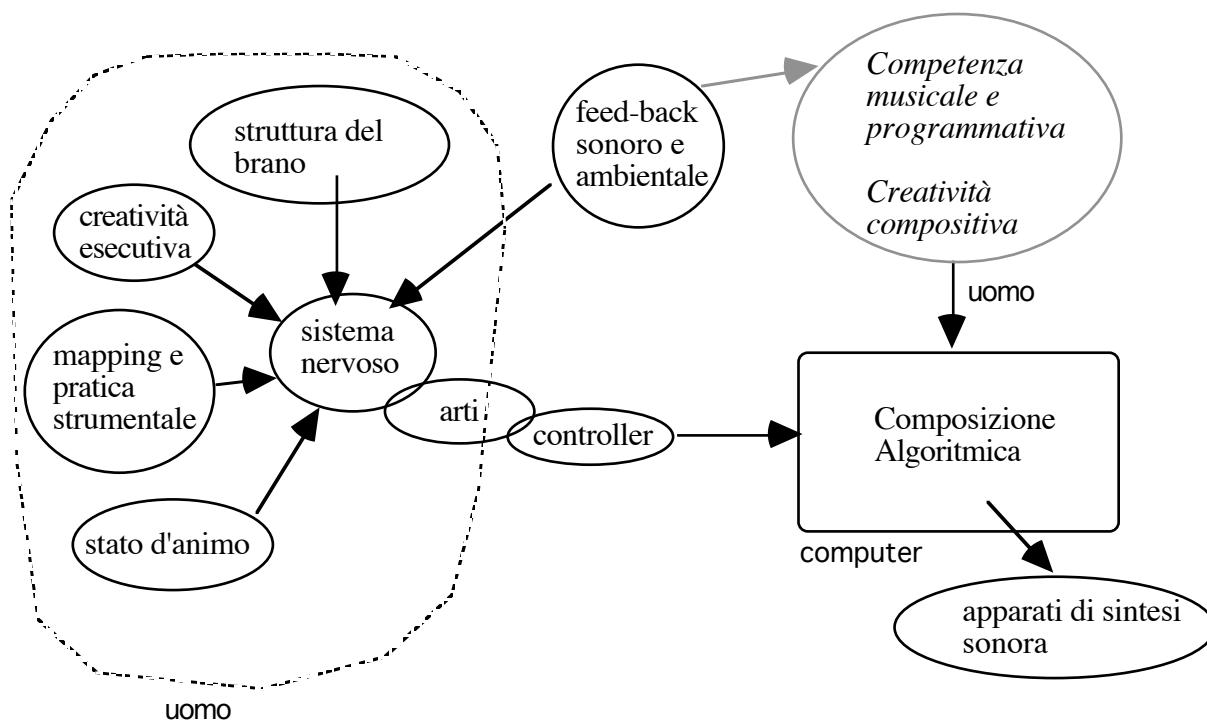 struttura del
brano
creatività
esecutiva
mapping e
pratica
strumentale
stato d'animo
sistema
nervoso
arti
controller
uomo
feed-back
sonoro e
ambientale
Competenza
musicale e
programmativa
Creatività
compositiva
uomo
Composizione
Algoritmica
computer
apparati di sintesi
sonora